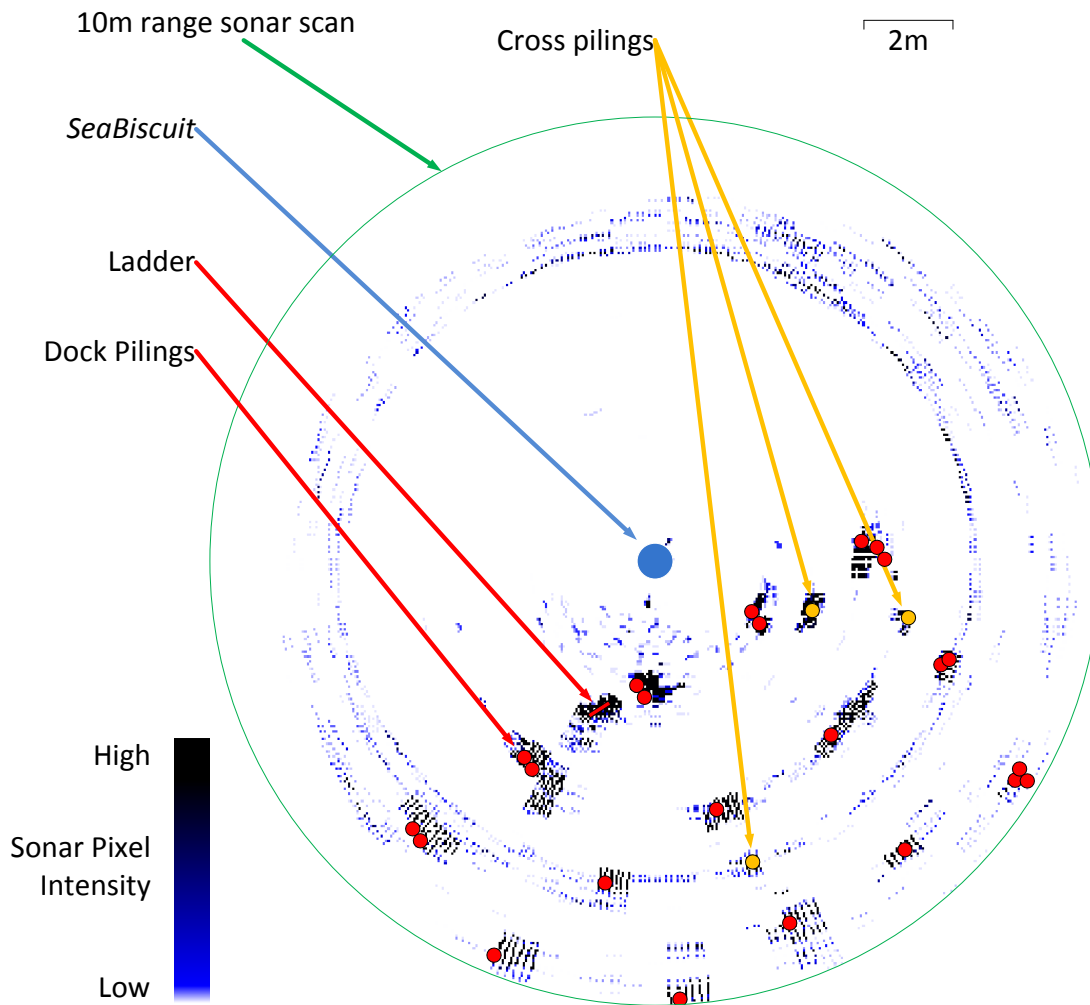 10m range sonar scan
Cross pilings
2m
SeaBiscuit
Ladder
Dock Pilings
High
Sonar Pixel
Intensity
Low